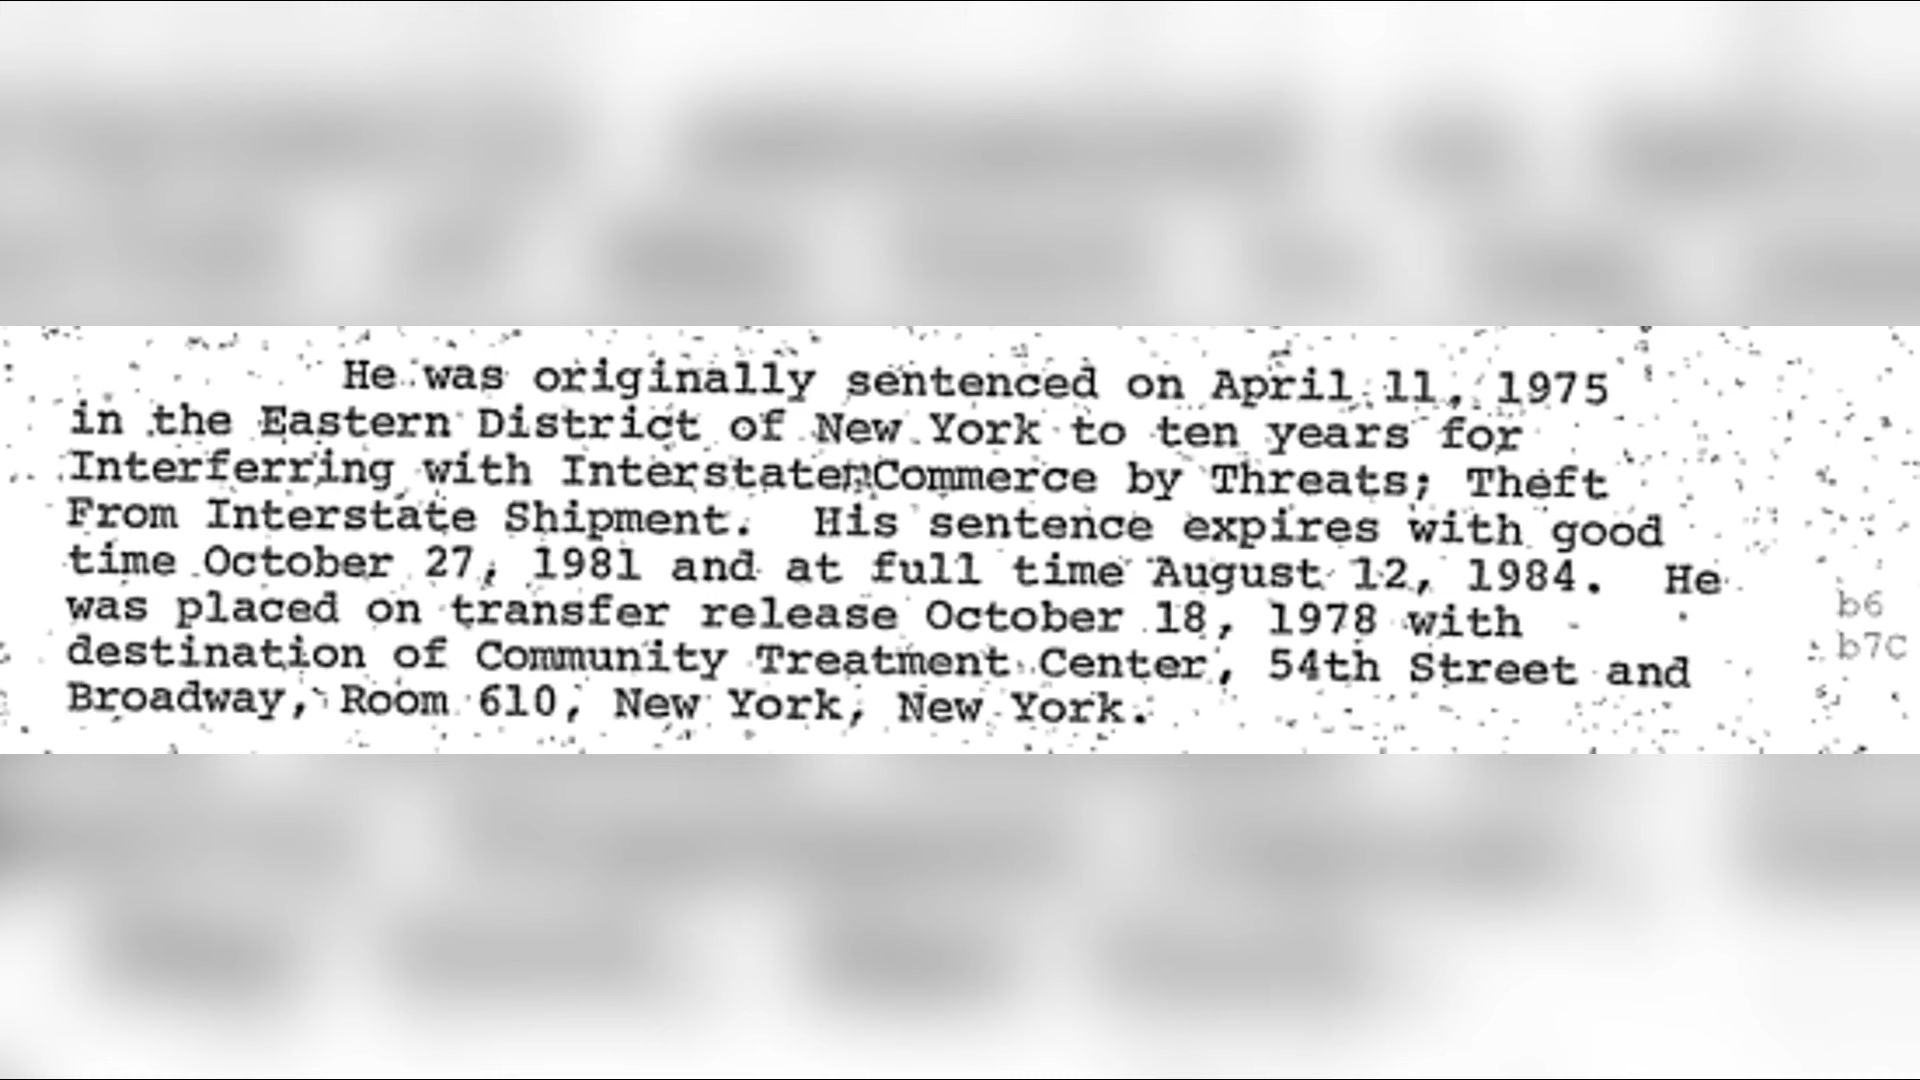 He was originally sentenced on April 11, 1975
in the Eastern District of New York to ten years for
Interferring with Interstate Commerce by Threats; Theft
From Interstate Shipment. His sentence expires with good
time October 27, 1981 and at full time August 12, 1984. He
was placed on transfer release October 18, 1978 with
destination of Community Treatment Center, 54th Street and
Broadway, Room 610, New York, New York.
b6
b7C